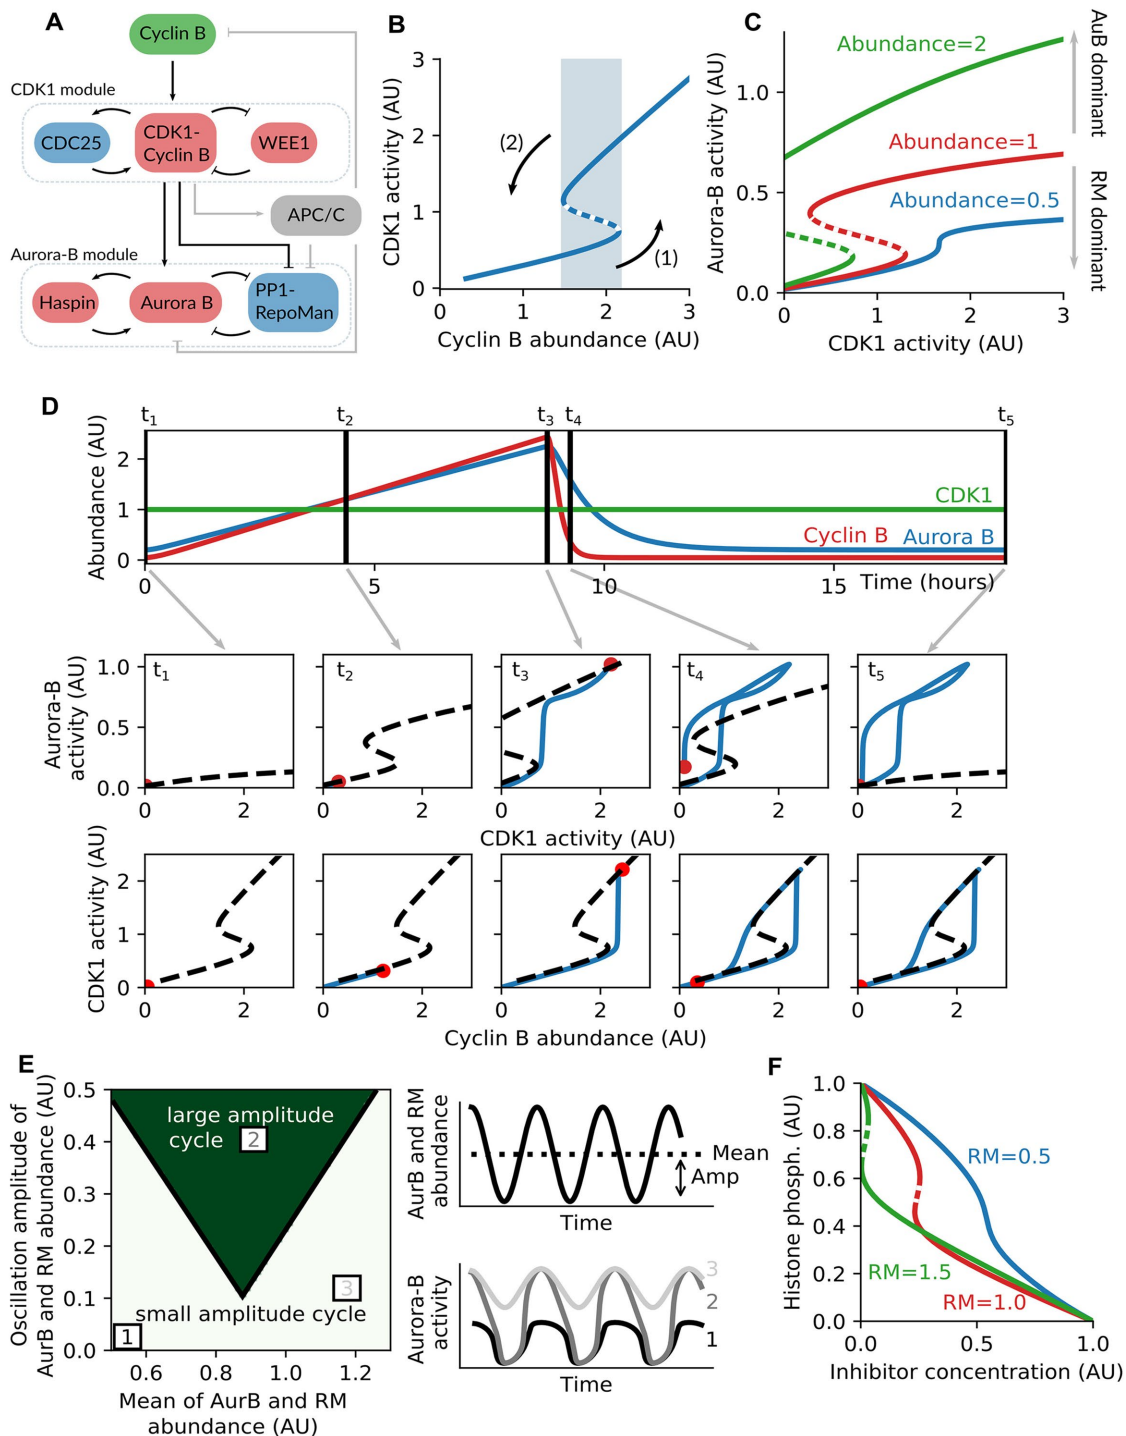 A
Cyclin B
CDK1 module
CDC25
CDK1-
Cyclin B
WEE1
APC/C
Aurora-B module
Haspin
Aurora B
PP1-
RepoMan
B
CDK1 activity (AU)
3
2
1
0
(2)
(1)
0 1 2 3
Cyclin B abundance (AU)
C
Aurora-B activity (AU)
1.0
0.5
0.0
Abundance=2
Abundance=1
Abundance=0.5
AuB dominant
RM dominant
0 1 2 3
CDK1 activity (AU)
D
t1 t2 t3 t4 t5
Abundance (AU)
2
1
0
CDK1
Cyclin B Aurora B
0 5 10 15 Time (hours)
Aurora-B
activity (AU)
1.0
0.5
0.0
t1 t2 t3 t4 t5
0 2 0 2 0 2 0 2 0 2
CDK1 activity (AU)
CDK1 activity (AU)
2
1
0
0 2 0 2 0 2 0 2 0 2
Cyclin B abundance (AU)
E
Oscillation amplitude of
AurB and RM abundance (AU)
0.5
0.4
0.3
0.2
0.1
0.0
large amplitude
cycle 2
3
small amplitude cycle
1
0.6 0.8 1.0 1.2
Mean of AurB and RM
abundance (AU)
AurB and RM
abundance
Mean
Amp
Time
Aurora-B
activity
3
2
1
Time
F
Histone phosph. (AU)
1.0
0.8
0.6
0.4
0.2
0.0
RM=0.5
RM=1.5
RM=1.0
0.0 0.5 1.0
Inhibitor concentration (AU)